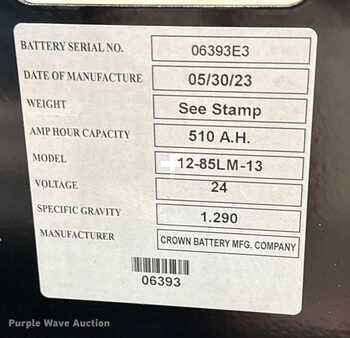 BATTERY SERIAL NO. 06393E3
DATE OF MANUFACTURE 05/30/23
WEIGHT See Stamp
AMP HOUR CAPACITY 510 A.H.
MODEL 12-85LM-13
VOLTAGE 24
SPECIFIC GRAVITY 1.290
MANUFACTURER CROWN BATTERY MFG. COMPANY
06393
Purple Wave Auction